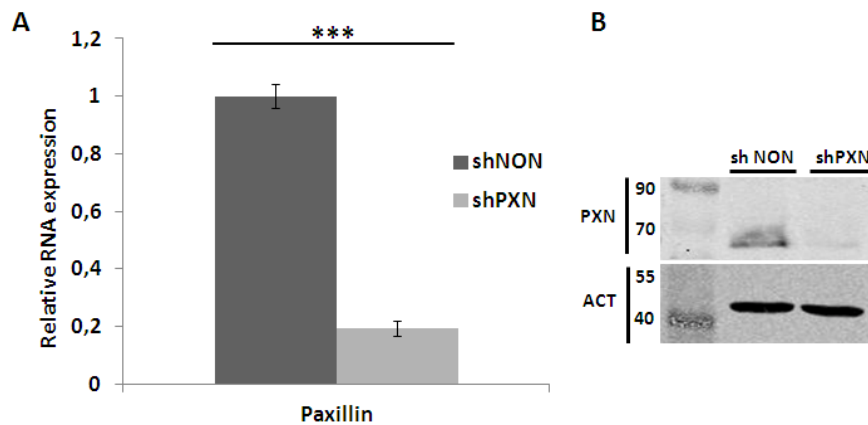 A
Relative RNA expression
1,2
1
0,8
0,6
0,4
0,2
0
***
shNON
shPXN
Paxillin
B
sh NON shPXN
PXN
90
70
ACT
55
40